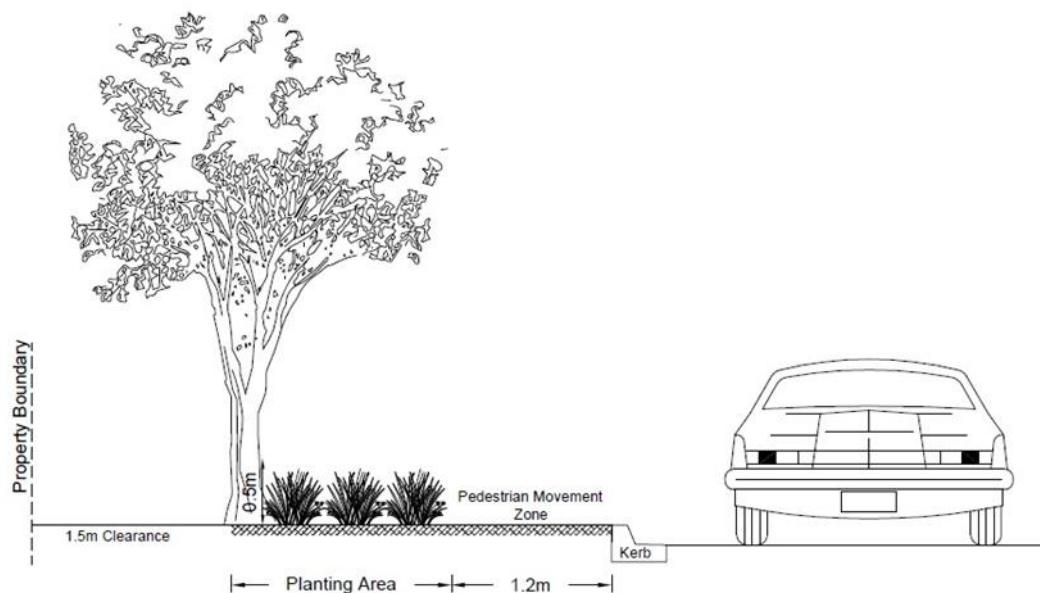 Property Boundary
0.5m
Pedestrian Movement
Zone
1.5m Clearance
Kerb
Planting Area
1.2m